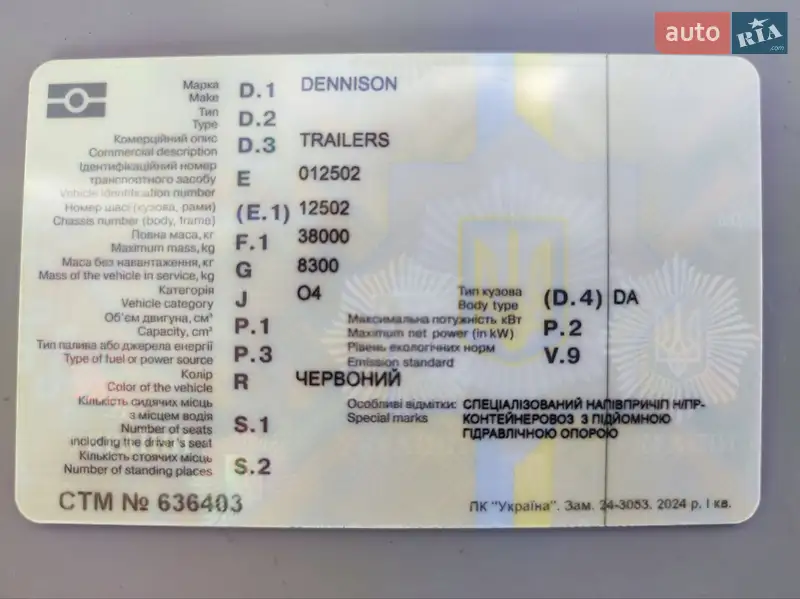 auto RIA.com
Марка D.1 DENNISON
Make
Тип D.2
Type
Комерційний опис D.3 TRAILERS
Commercial description
Ідентифікаційний номер
транспортного засобу E 012502
Vehicle identification number
Номер шасі (кузова, рами) (E.1) 12502
Chassis number (body, frame)
Повна маса, кг F.1 38000
Maximum mass, kg
Маса без навантаження, кг G 8300
Mass of the vehicle in service, kg
Категорія J O4 Тип кузова (D.4) DA
Vehicle category Body type
Об'єм двигуна, см³ P.1 Максимальна потужність кВт P.2
Capacity, cm³ Maximum net power (in kW)
Тип палива або джерела енергії P.3 Рівень екологічних норм V.9
Type of fuel or power source Emission standard
Колір R ЧЕРВОНИЙ
Color of the vehicle
Кількість сидячих місць Особливі відмітки: СПЕЦІАЛІЗОВАНИЙ НАПІВПРИЧІП Н/ПР-
з місцем водія S.1 Special marks КОНТЕЙНЕРОВОЗ З ПІДЙОМНОЮ
Number of seats ГІДРАВЛІЧНОЮ ОПОРОЮ
including the driver's seat
Кількість стоячих місць S.2
Number of standing places
СТМ № 636403 ПК "Україна". Зам. 24-3053. 2024 р. І кв.